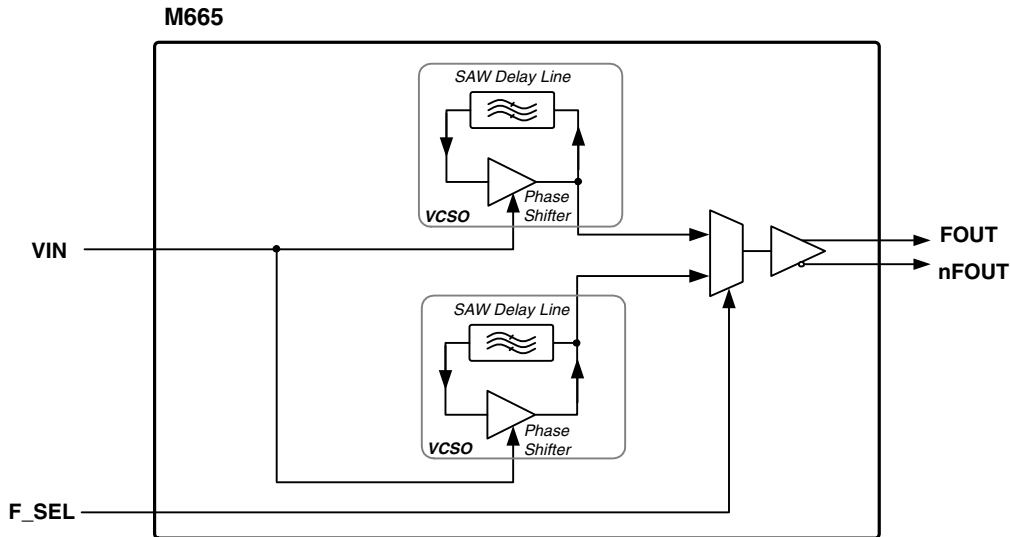 M665
SAW Delay Line
Phase
Shifter
VCSO
VIN
FOUT
nFOUT
SAW Delay Line
Phase
Shifter
VCSO
F_SEL